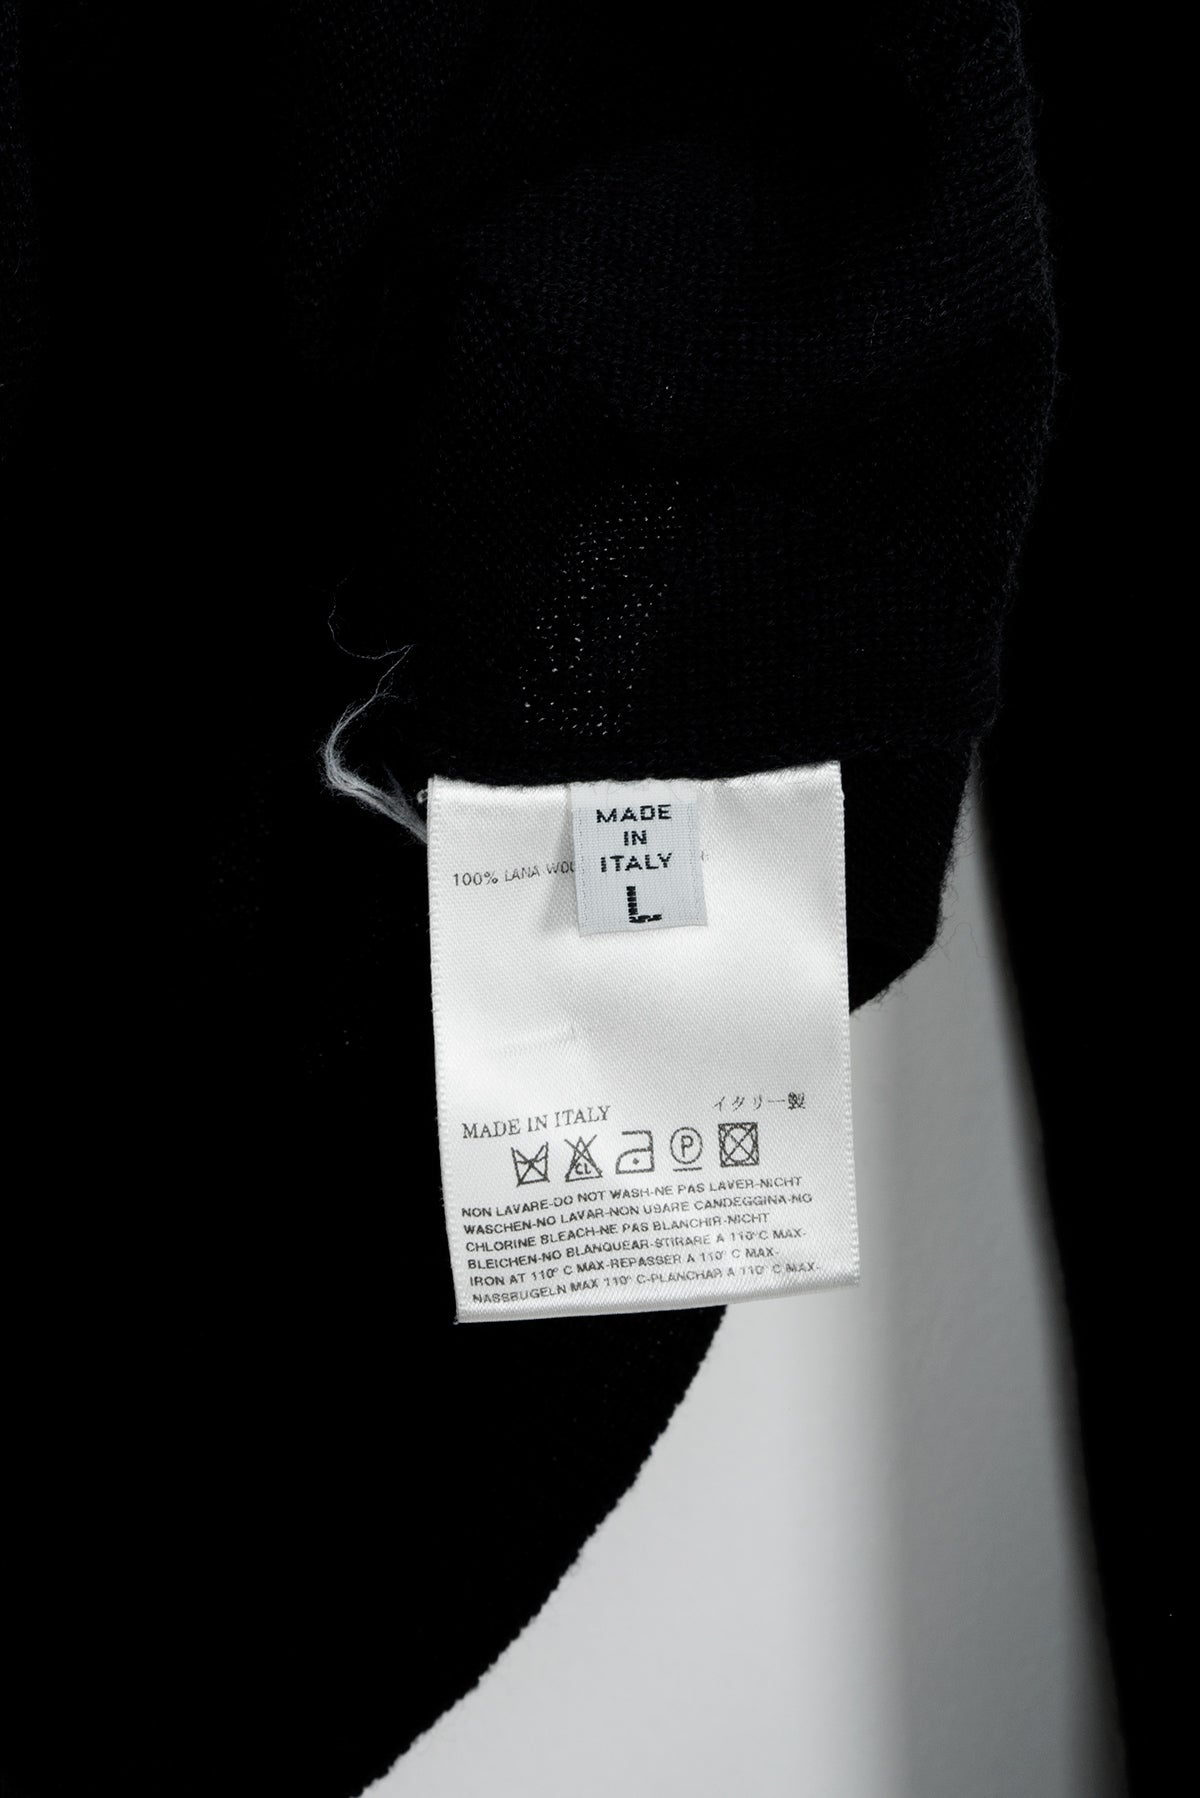 MADE
IN
ITALY
L
100% LANA
MADE IN ITALY
イタリー製
CL
P
NON LAVARE-DO NOT WASH-NE PAS LAVER-NICHT
WASCHEN-NO LAVAR-NON USARE CANDEGGINA-NO
CHLORINE BLEACH-NE PAS BLANCHIR-NICHT
BLEICHEN-NO BLANQUEAR-STIRARE A 110°C MAX-
IRON AT 110° C MAX-REPASSER A 110° C MAX-
NASSBUGELN MAX 110° C-PLANCHAR A 110° C MAX-